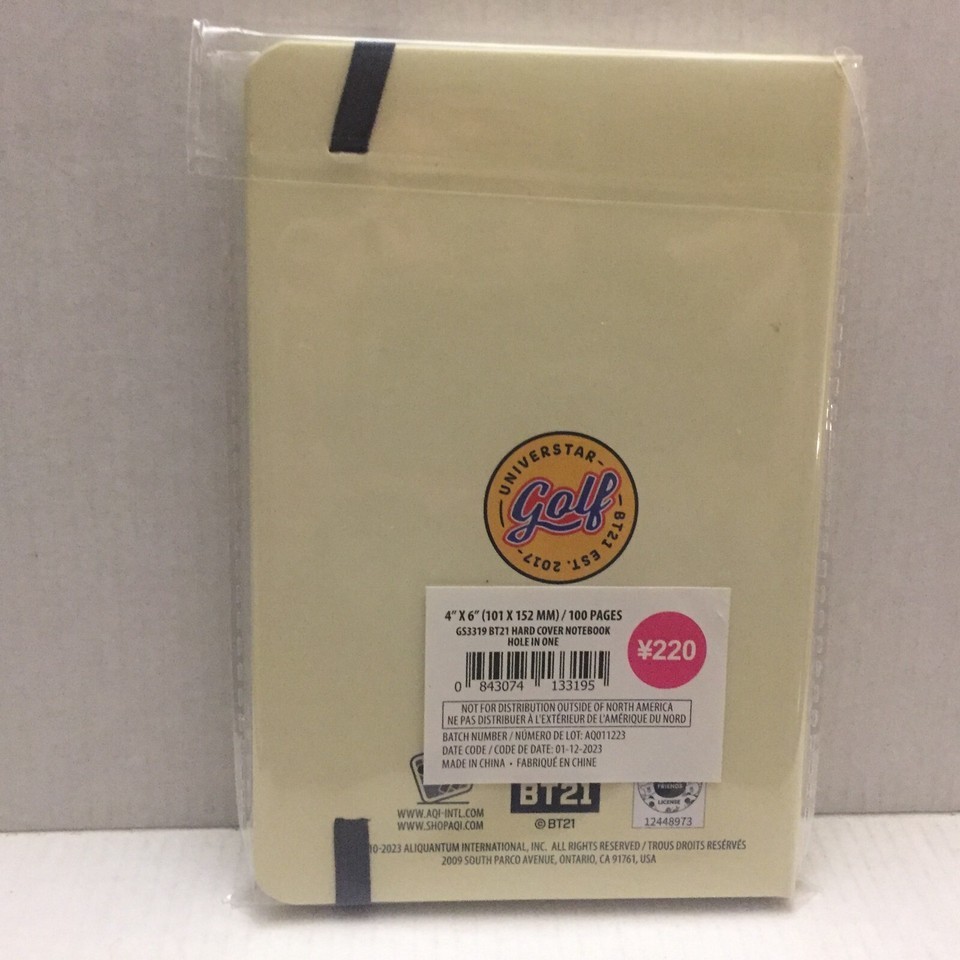 UNIVERSTAR
Golf
BT21 EST. 2017
4" X 6" (101 X 152 MM) / 100 PAGES
GS3319 BT21 HARD COVER NOTEBOOK
HOLE IN ONE
¥220
0 843074 133195
NOT FOR DISTRIBUTION OUTSIDE OF NORTH AMERICA
NE PAS DISTRIBUER À L'EXTÉRIEUR DE L'AMÉRIQUE DU NORD
BATCH NUMBER / NÚMERO DE LOT: AQ011223
DATE CODE / CODE DE DATE: 01-12-2023
MADE IN CHINA • FABRIQUÉ EN CHINE
BT21
FRIENDS
LICENSE
WWW.AQI-INTL.COM
WWW.SHOPAQI.COM
© BT21
12448973
10-2023 ALIQUANTUM INTERNATIONAL, INC. ALL RIGHTS RESERVED / TROUS DROITS RESÉRVÉS
2009 SOUTH PARCO AVENUE, ONTARIO, CA 91761, USA